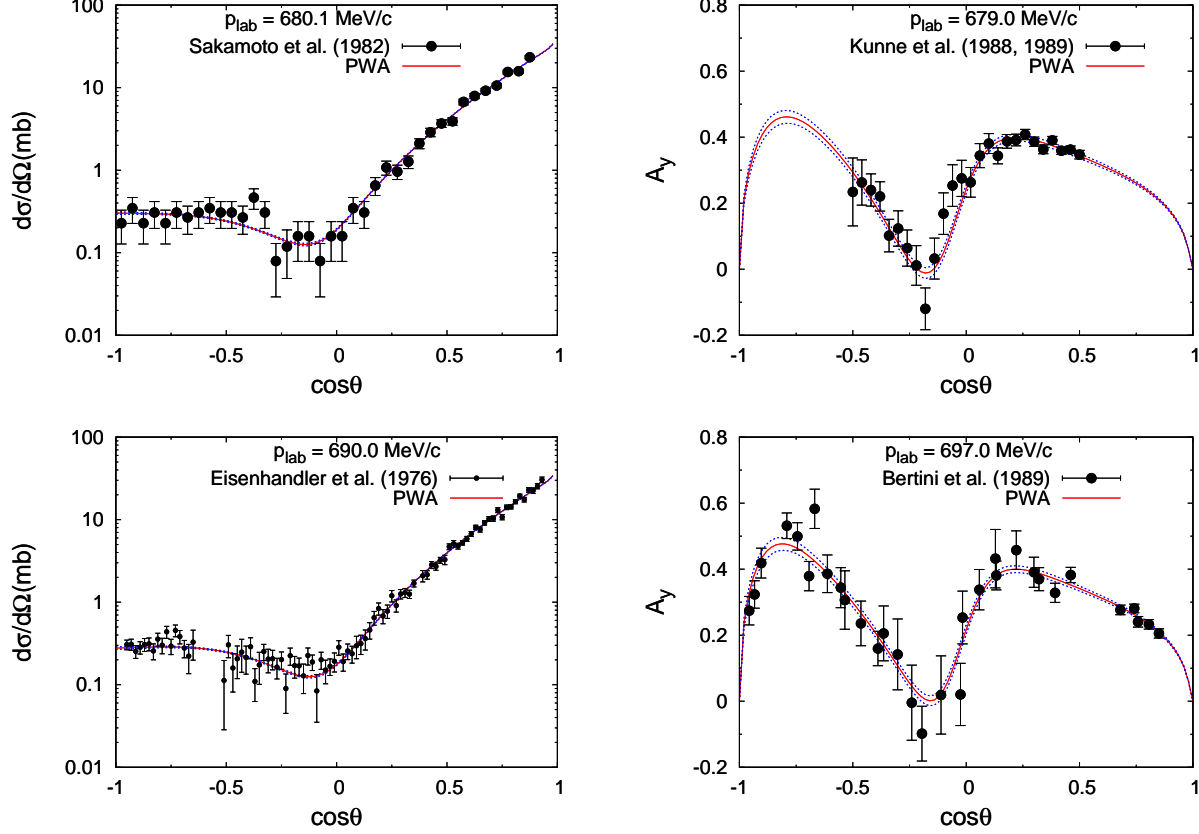 p_lab = 680.1 MeV/c
Sakamoto et al. (1982)
PWA
dσ/dΩ(mb)
100
10
1
0.1
0.01
-1
-0.5
0
0.5
1
cosθ
p_lab = 679.0 MeV/c
Kunne et al. (1988, 1989)
PWA
A_y
0.8
0.6
0.4
0.2
0
-0.2
-1
-0.5
0
0.5
1
cosθ
p_lab = 690.0 MeV/c
Eisenhandler et al. (1976)
PWA
dσ/dΩ(mb)
100
10
1
0.1
0.01
-1
-0.5
0
0.5
1
cosθ
p_lab = 697.0 MeV/c
Bertini et al. (1989)
PWA
A_y
0.8
0.6
0.4
0.2
0
-0.2
-1
-0.5
0
0.5
1
cosθ